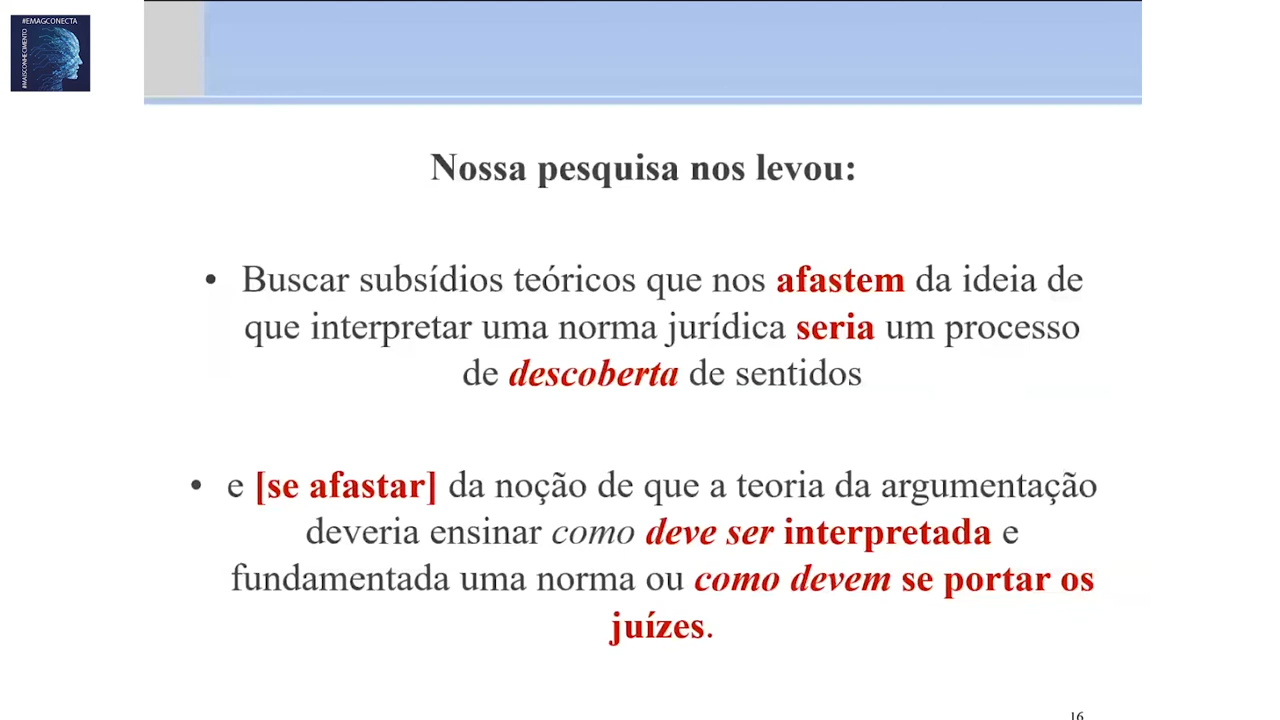 #EMAGCONECTA
#MAISCONHECIMENTO
Nossa pesquisa nos levou:
• Buscar subsídios teóricos que nos afastem da ideia de
que interpretar uma norma jurídica seria um processo
de descoberta de sentidos
• e [se afastar] da noção de que a teoria da argumentação
deveria ensinar como deve ser interpretada e
fundamentada uma norma ou como devem se portar os
juízes.
16